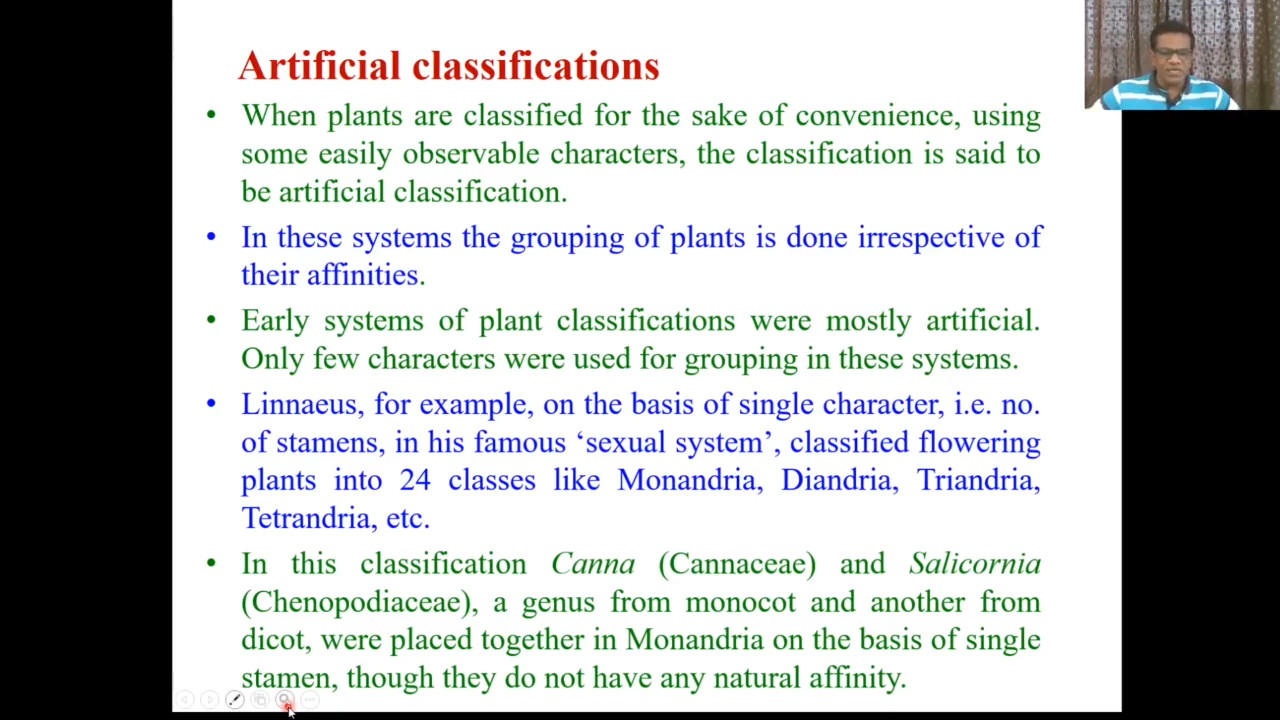 Artificial classifications
• When plants are classified for the sake of convenience, using
some easily observable characters, the classification is said to
be artificial classification.
• In these systems the grouping of plants is done irrespective of
their affinities.
• Early systems of plant classifications were mostly artificial.
Only few characters were used for grouping in these systems.
• Linnaeus, for example, on the basis of single character, i.e. no.
of stamens, in his famous ‘sexual system’, classified flowering
plants into 24 classes like Monandria, Diandria, Triandria,
Tetrandria, etc.
• In this classification Canna (Cannaceae) and Salicornia
(Chenopodiaceae), a genus from monocot and another from
dicot, were placed together in Monandria on the basis of single
stamen, though they do not have any natural affinity.